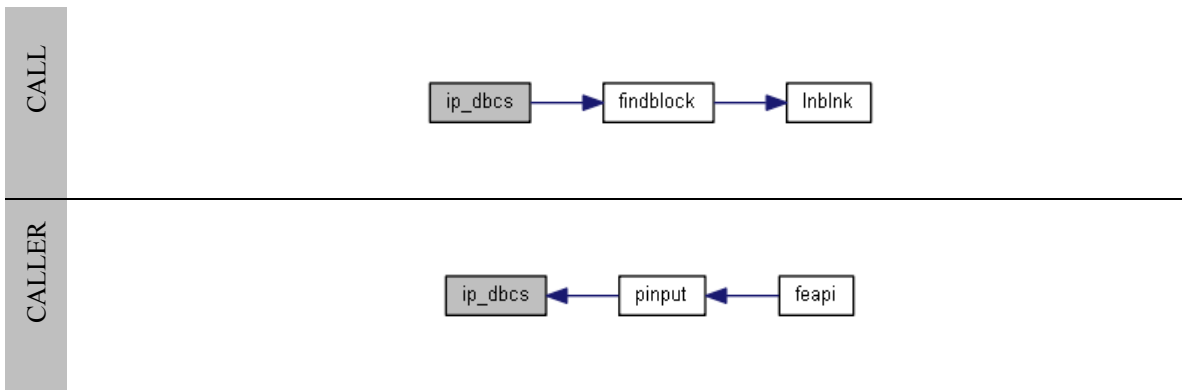 CALL
ip_dbcs
findblock
lnblnk
CALLER
ip_dbcs
pinput
feapi